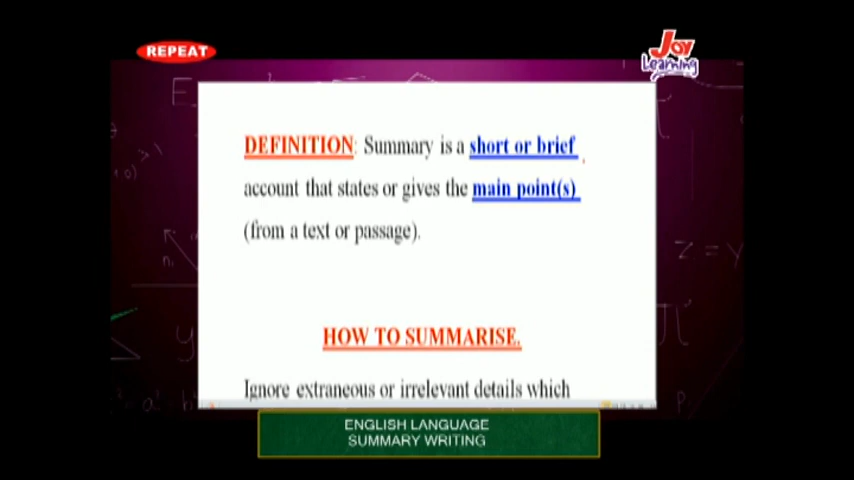 REPEAT
Joy
Learning
DEFINITION: Summary is a short or brief
account that states or gives the main point(s)
(from a text or passage).
HOW TO SUMMARISE.
Ignore extraneous or irrelevant details which
ENGLISH LANGUAGE
SUMMARY WRITING